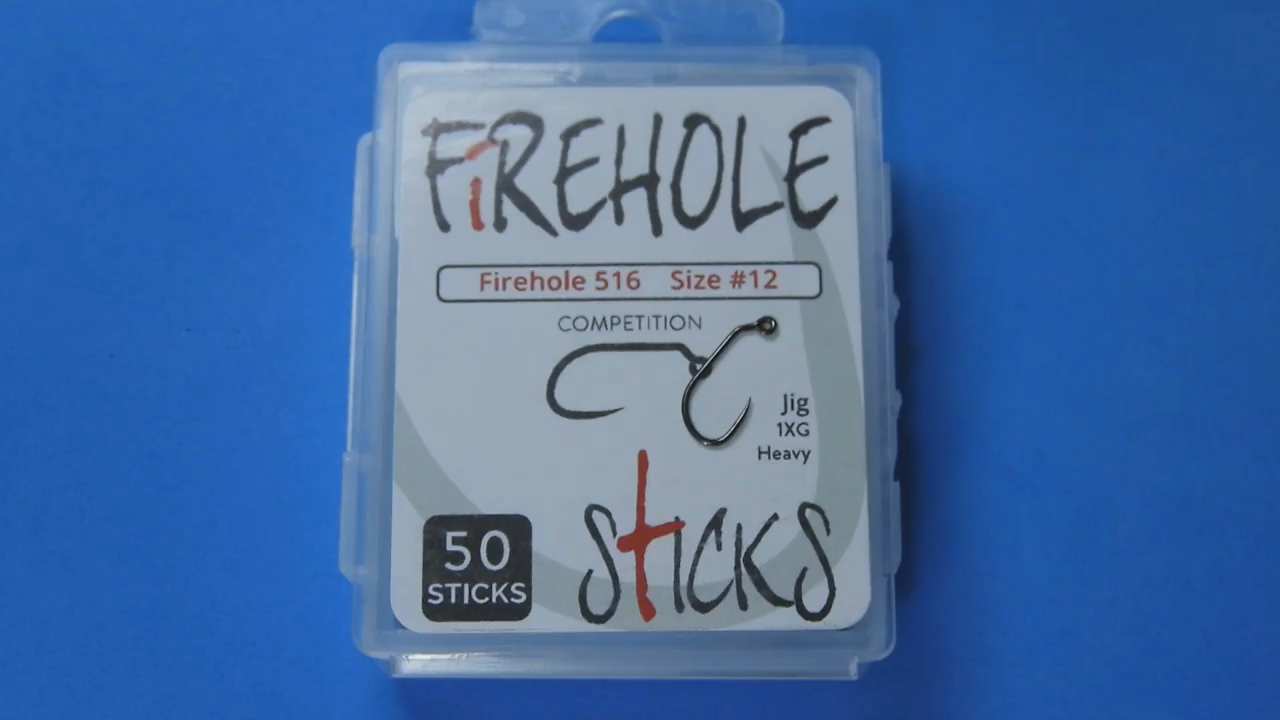 FiREHOLE
Firehole 516 Size #12
COMPETITION
Jig
1XG
Heavy
50
STICKS
StICKS